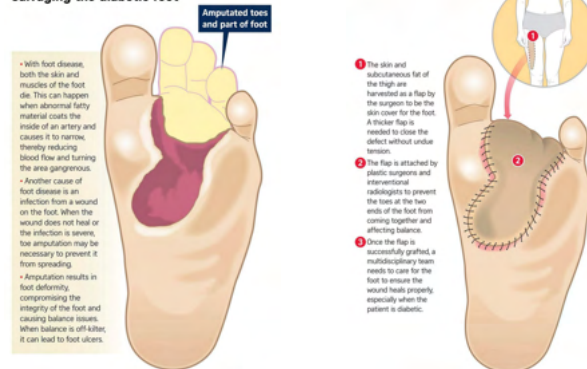 Salvaging the diabetic foot
Amputated toes
and part of foot
• With foot disease,
both the skin and
muscles of the foot
die. This can happen
when abnormal fatty
material coats the
inside of an artery and
causes it to narrow,
thereby reducing
blood flow and turning
the area gangrenous.
• Another cause of
foot disease is an
infection from a wound
on the foot. When the
wound does not heal or
the infection is severe,
toe amputation may be
necessary to prevent it
from spreading.
• Amputation results in
foot deformity,
compromising the
integrity of the foot and
causing balance issues.
When balance is off-kilter,
it can lead to foot ulcers.
1 The skin and
subcutaneous fat of
the thigh are
harvested as a flap by
the surgeon to be the
skin cover for the foot.
A thicker flap is
needed to close the
defect without undue
tension.
2 The flap is attached by
plastic surgeons and
interventional
radiologists to prevent
the toes at the two
ends of the foot from
coming together and
affecting balance.
3 Once the flap is
successfully grafted, a
multidisciplinary team
needs to care for the
foot to ensure the
wound heals properly,
especially when the
patient is diabetic.
1
2